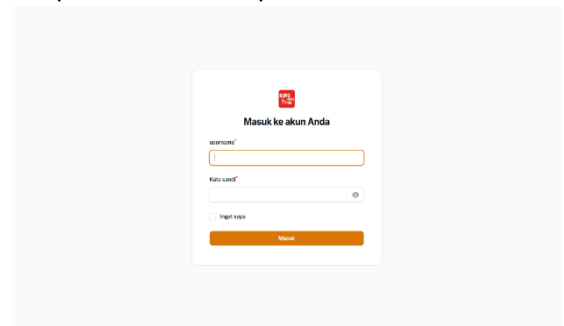 Masuk ke akun Anda
username*
Kata sandi*
Ingat saya
Masuk